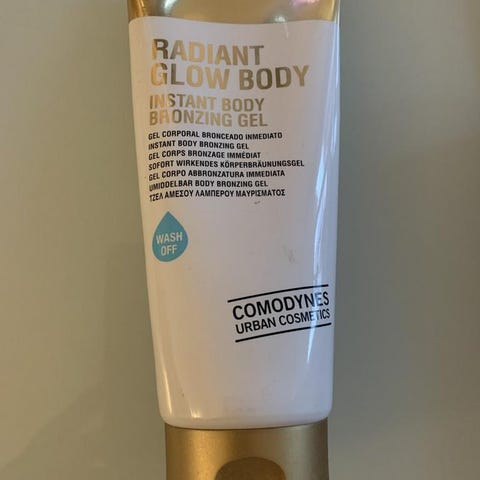 RADIANT
GLOW BODY
INSTANT BODY
BRONZING GEL
GEL CORPORAL BRONCEADO INMEDIATO
INSTANT BODY BRONZING GEL
GEL CORPS BRONZAGE IMMÉDIAT
SOFORT WIRKENDES KÖRPERBRÄUNUNGSGEL
GEL CORPO ABBRONZATURA IMMEDIATA
UMIDDELBAR BODY BRONZING GEL
ΤΖΕΛ ΑΜΕΣΟΥ ΛΑΜΠΕΡΟΥ ΜΑΥΡΙΣΜΑΤΟΣ
WASH
OFF
COMODYNES
URBAN COSMETICS